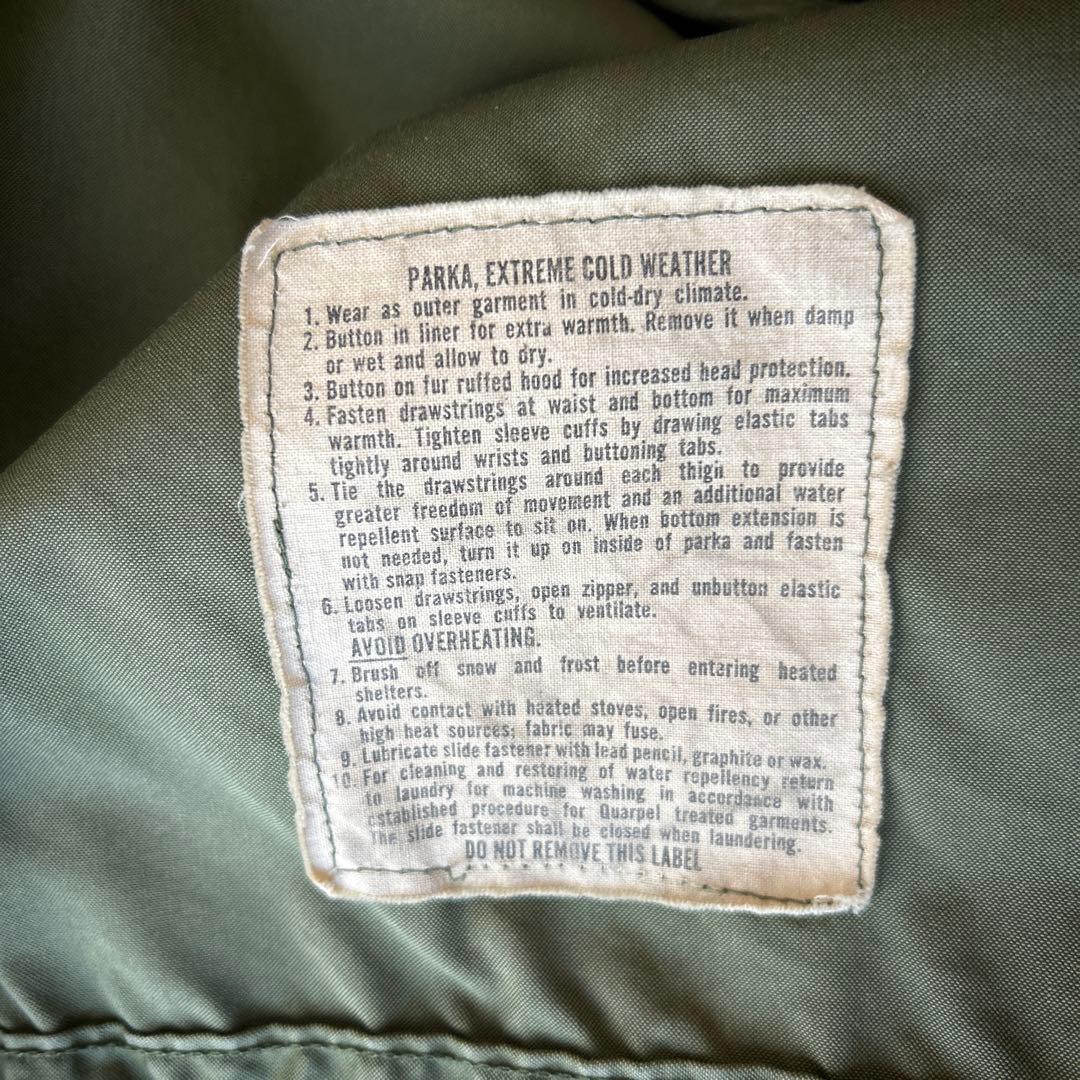 PARKA, EXTREME COLD WEATHER
1. Wear as outer garment in cold-dry climate.
2. Button in liner for extra warmth. Remove it when damp
or wet and allow to dry.
3. Button on fur ruffed hood for increased head protection.
4. Fasten drawstrings at waist and bottom for maximum
warmth. Tighten sleeve cuffs by drawing elastic tabs
tightly around wrists and buttoning tabs.
5. Tie the drawstrings around each thigh to provide
greater freedom of movement and an additional water
repellent surface to sit on. When bottom extension is
not needed, turn it up on inside of parka and fasten
with snap fasteners.
6. Loosen drawstrings, open zipper, and unbutton elastic
tabs on sleeve cuffs to ventilate.
AVOID OVERHEATING.
7. Brush off snow and frost before entering heated
shelters.
8. Avoid contact with heated stoves, open fires, or other
high heat sources; fabric may fuse.
9. Lubricate slide fastener with lead pencil, graphite or wax.
10. For cleaning and restoring of water repellency return
to laundry for machine washing in accordance with
established procedure for Quarpel treated garments.
The slide fastener shall be closed when laundering.
DO NOT REMOVE THIS LABEL